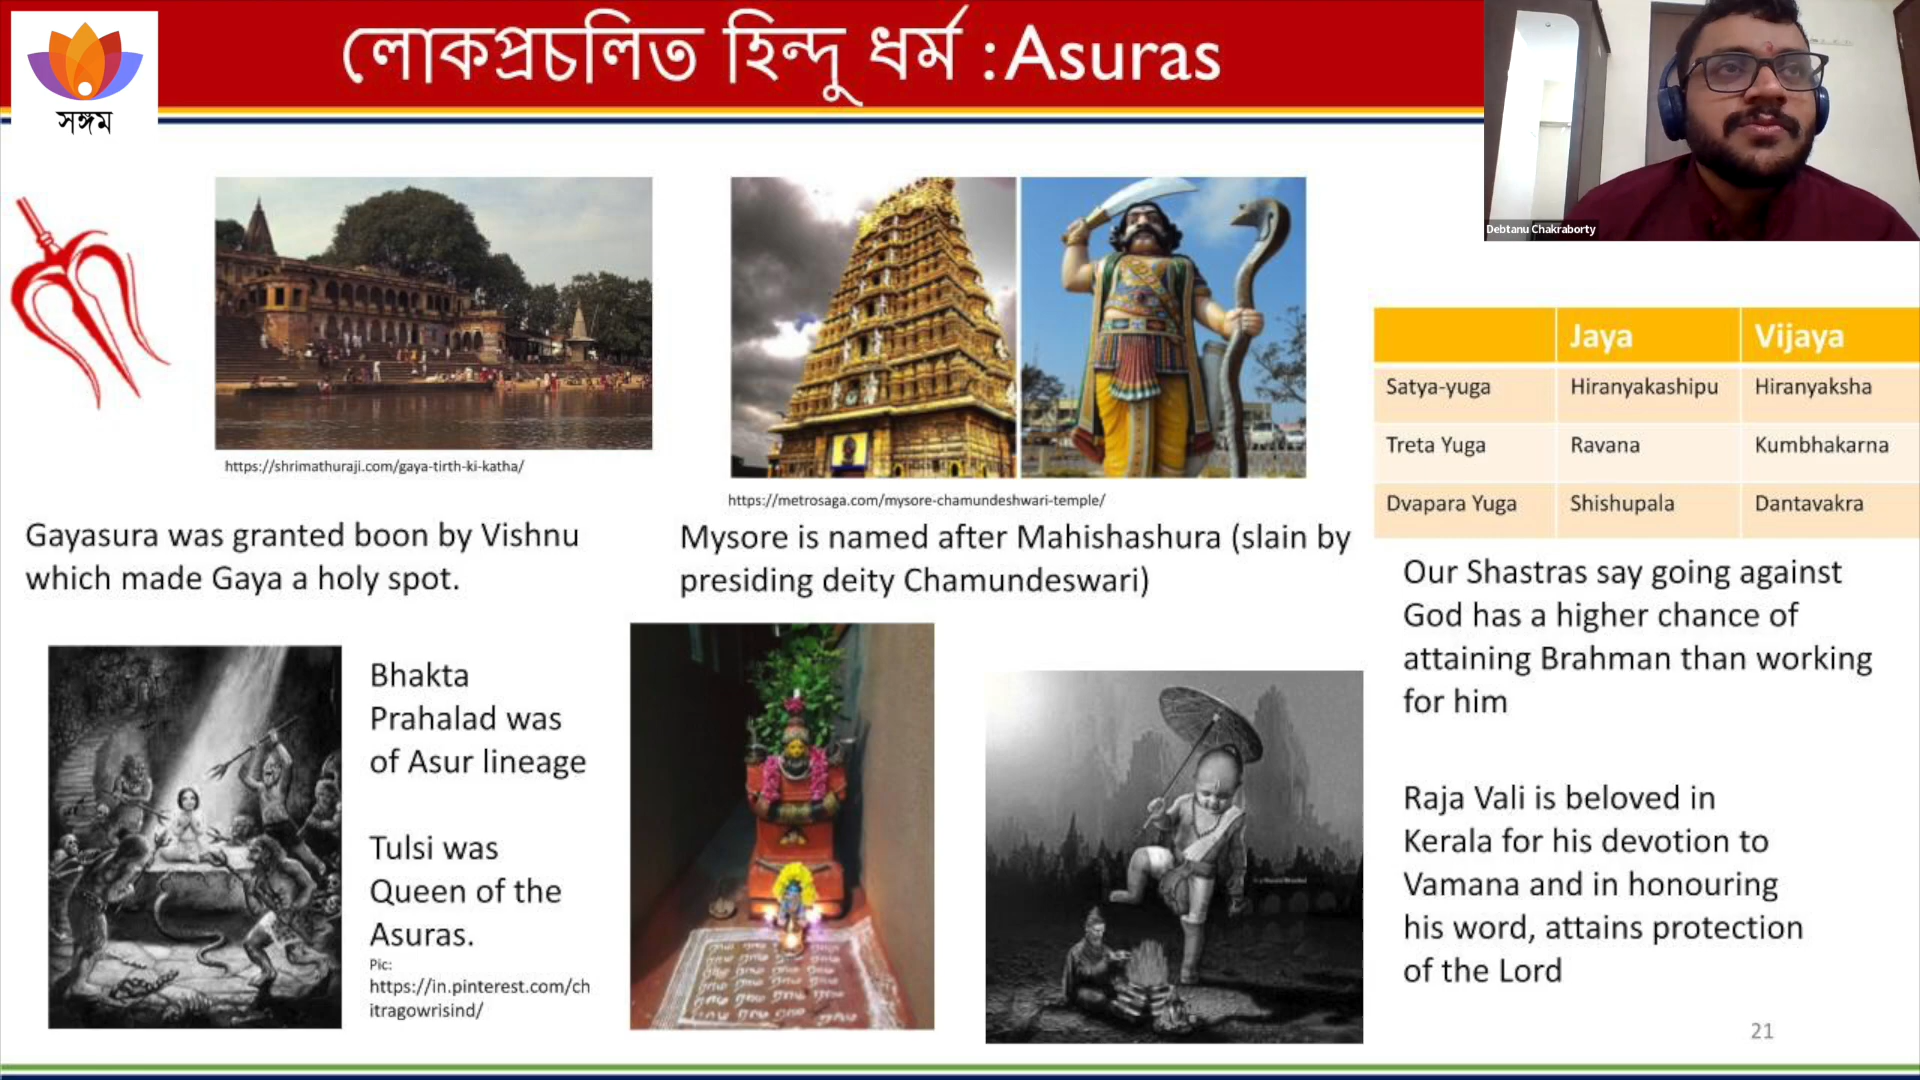 লোকপ্রচলিত হিন্দু ধর্ম : Asuras
সঙ্গম
Debtanu Chakraborty
https://shrimathuraji.com/gaya-tirth-ki-katha/
Gayasura was granted boon by Vishnu
which made Gaya a holy spot.
https://metrosaga.com/mysore-chamundeshwari-temple/
Mysore is named after Mahishashura (slain by
presiding deity Chamundeswari)
Jaya Vijaya
Satya-yuga Hiranyakashipu Hiranyaksha
Treta Yuga Ravana Kumbhakarna
Dvapara Yuga Shishupala Dantavakra
Our Shastras say going against
God has a higher chance of
attaining Brahman than working
for him
Raja Vali is beloved in
Kerala for his devotion to
Vamana and in honouring
his word, attains protection
of the Lord
Bhakta
Prahalad was
of Asur lineage
Tulsi was
Queen of the
Asuras.
Pic:
https://in.pinterest.com/ch
itragowrisind/
21